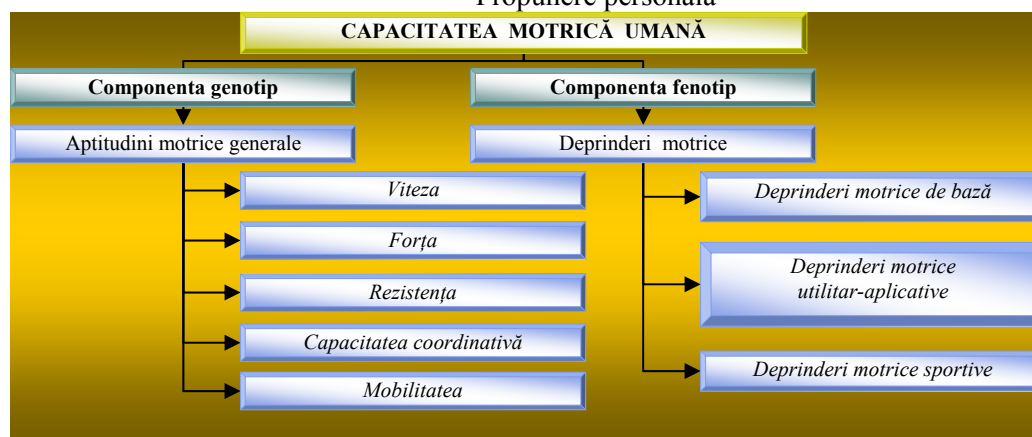 Propunere personală
CAPACITATEA MOTRICĂ UMANĂ
Componenta genotip
Componenta fenotip
Aptitudini motrice generale
Deprinderi motrice
Viteza
Forța
Rezistența
Capacitatea coordinativă
Mobilitatea
Deprinderi motrice de bază
Deprinderi motrice
utilitar-aplicative
Deprinderi motrice sportive